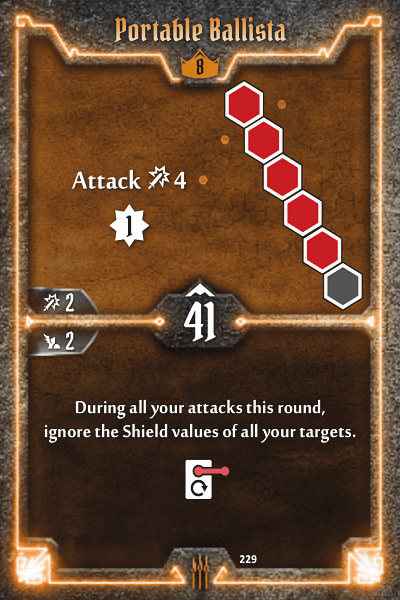 Portable Ballista
8
Attack 4
1
2
41
2
During all your attacks this round,
ignore the Shield values of all your targets.
229